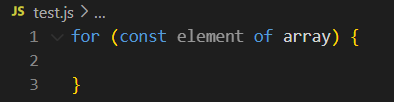 JS test.js > ...
1 for (const element of array) {
2
3 }